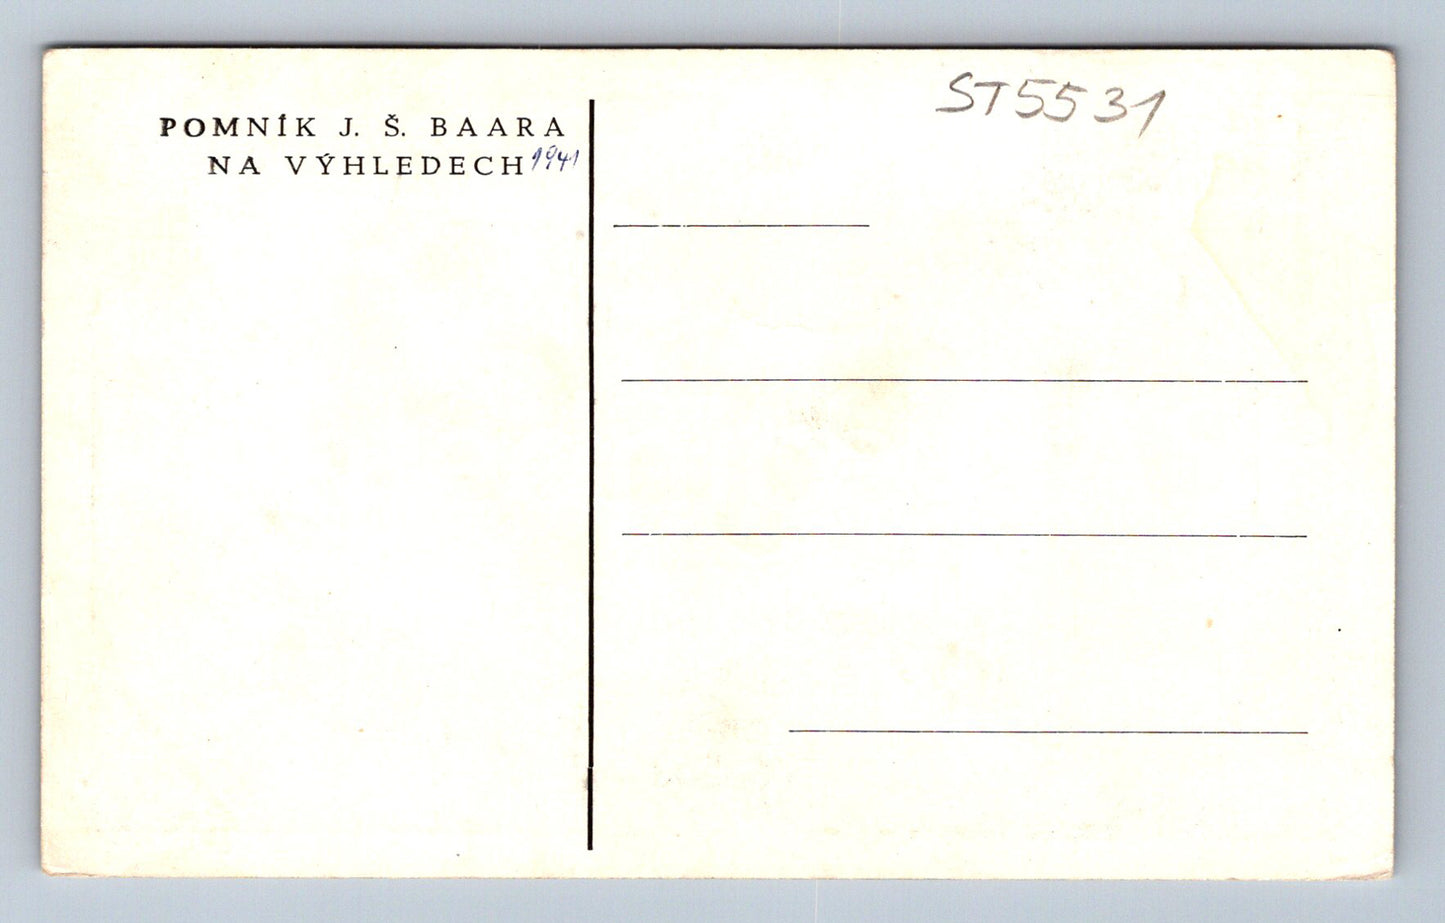 POMNÍK J. Š. BAARA
NA VÝHLEDECH 1941
ST5531